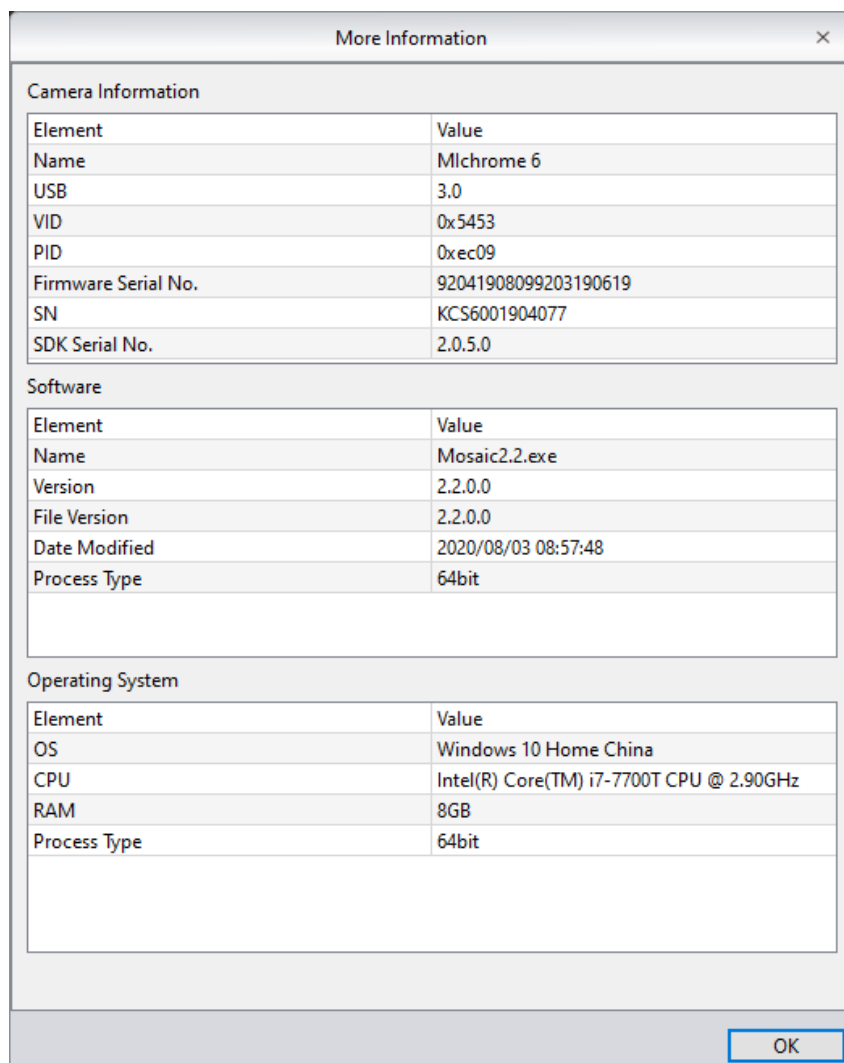 More Information
Camera Information
Element Value
Name MIchrome 6
USB 3.0
VID 0x5453
PID 0xec09
Firmware Serial No. 92041908099203190619
SN KCS6001904077
SDK Serial No. 2.0.5.0
Software
Element Value
Name Mosaic2.2.exe
Version 2.2.0.0
File Version 2.2.0.0
Date Modified 2020/08/03 08:57:48
Process Type 64bit
Operating System
Element Value
OS Windows 10 Home China
CPU Intel(R) Core(TM) i7-7700T CPU @ 2.90GHz
RAM 8GB
Process Type 64bit
OK